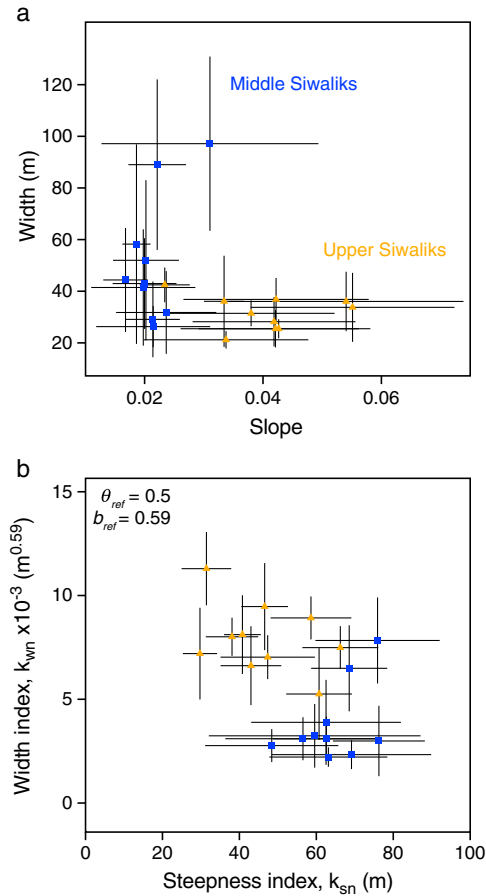 a
120
100
80
60
40
20
Width (m)
Middle Siwaliks
Upper Siwaliks
0.02 0.04 0.06
Slope
b
θref = 0.5
bref = 0.59
15
10
5
0
Width index, kwn x10-3 (m0.59)
0 20 40 60 80 100
Steepness index, ksn (m)